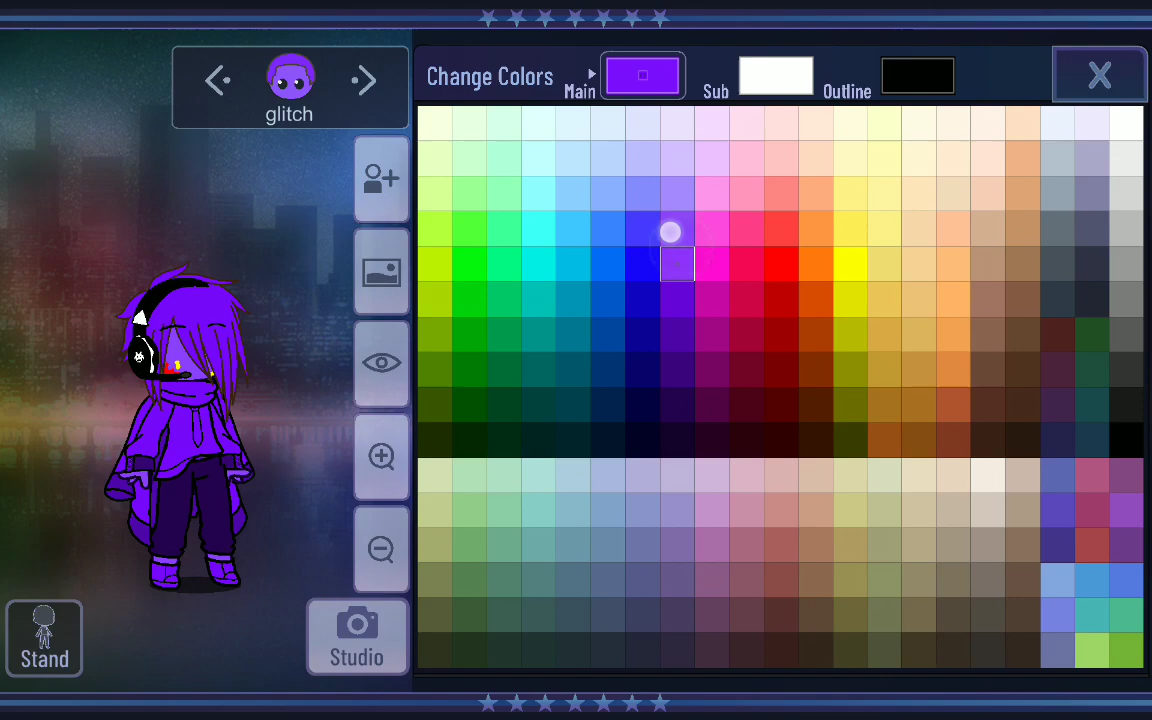 glitch
Change Colors
Main
Sub
Outline
X
Stand
Studio